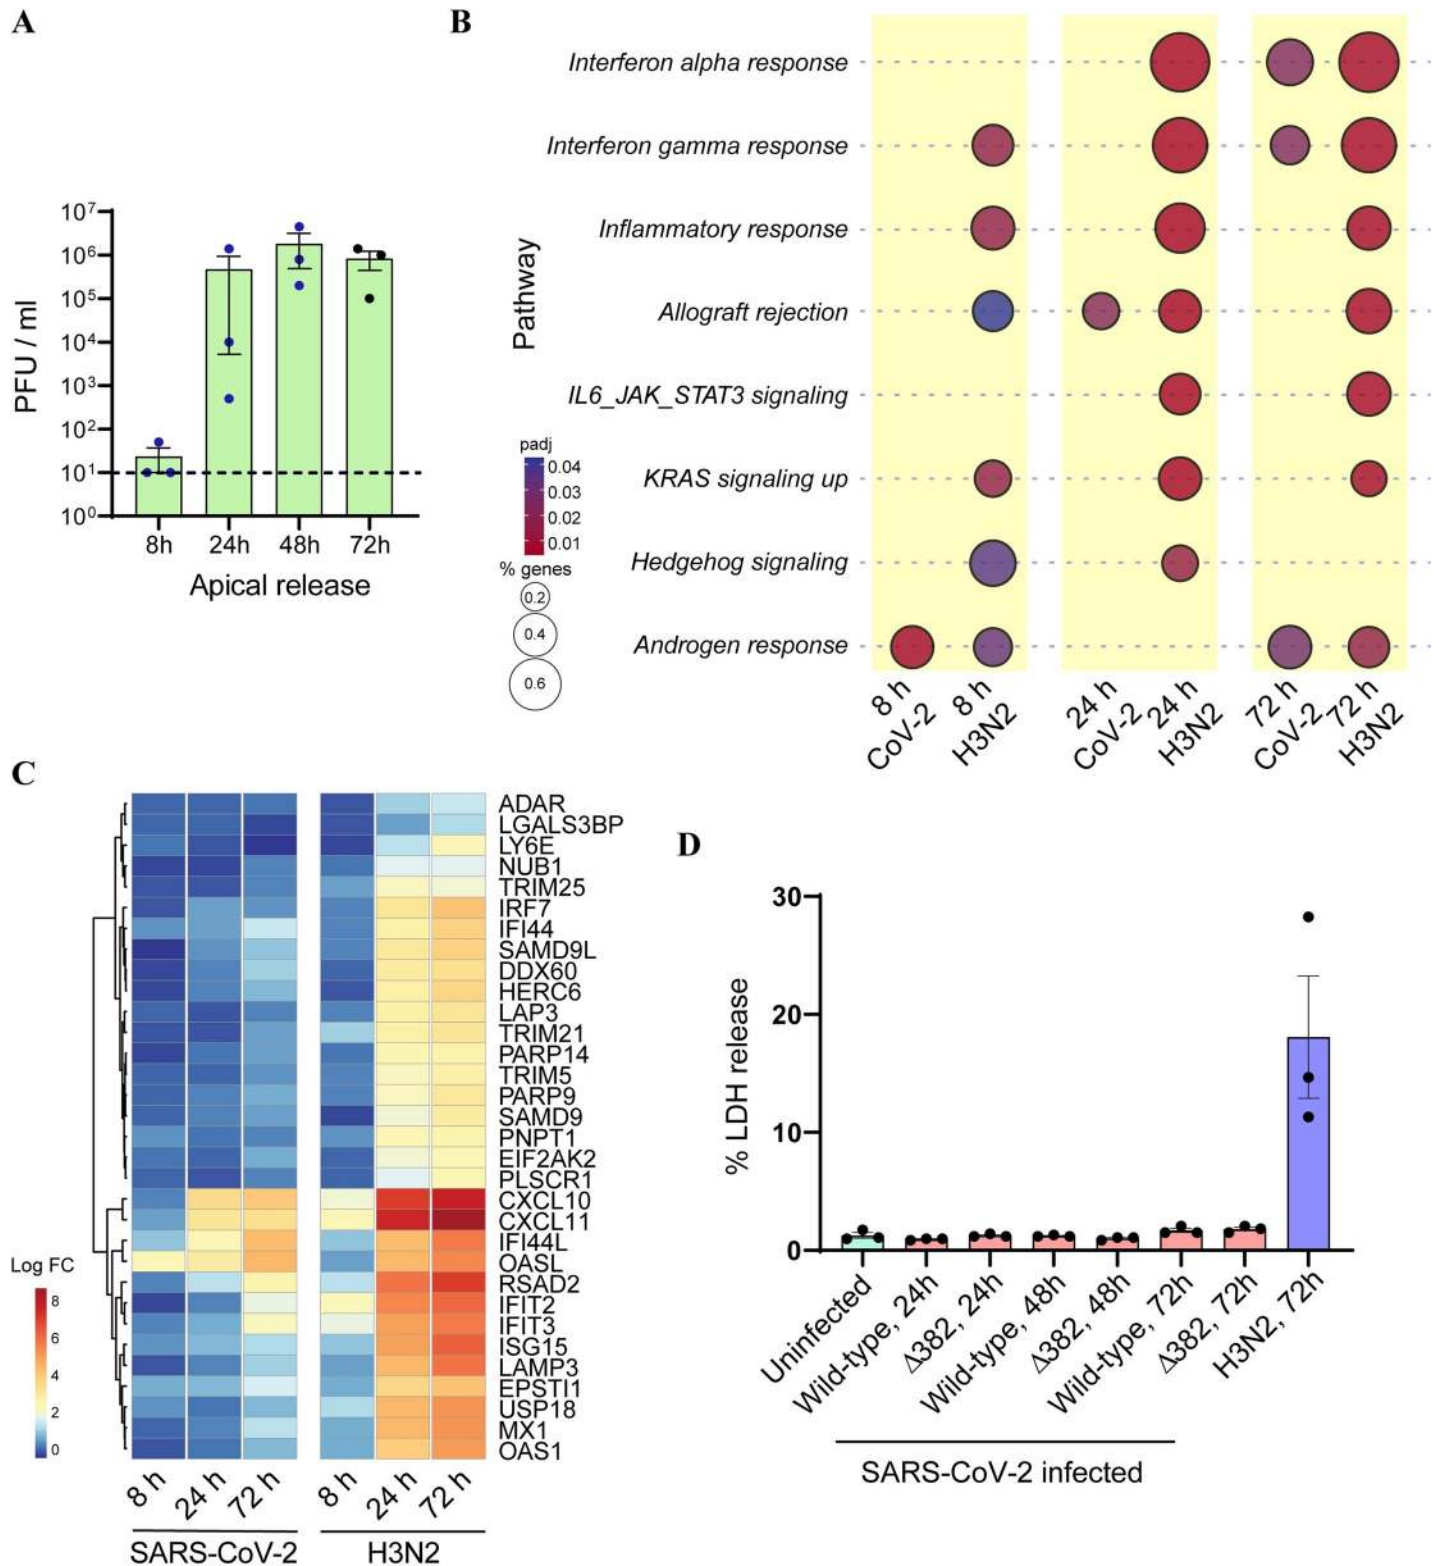 A
10⁷
10⁶
10⁵
10⁴
10³
10²
10¹
10⁰
PFU / ml
8h 24h 48h 72h
Apical release
B
Pathway
Interferon alpha response
Interferon gamma response
Inflammatory response
Allograft rejection
IL6_JAK_STAT3 signaling
KRAS signaling up
Hedgehog signaling
Androgen response
padj
0.04
0.03
0.02
0.01
% genes
0.2
0.4
0.6
8 h CoV-2
8 h H3N2
24 h CoV-2
24 h H3N2
72 h CoV-2
72 h H3N2
C
ADAR
LGALS3BP
LY6E
NUB1
TRIM25
IRF7
IFI44
SAMD9L
DDX60
HERC6
LAP3
TRIM21
PARP14
TRIM5
PARP9
SAMD9
PNPT1
EIF2AK2
PLSCR1
CXCL10
CXCL11
IFI44L
OASL
RSAD2
IFIT2
IFIT3
ISG15
LAMP3
EPSTI1
USP18
MX1
OAS1
Log FC
8
6
4
2
0
8 h 24 h 72 h 8 h 24 h 72 h
SARS-CoV-2 H3N2
D
30
20
10
0
% LDH release
Uninfected
Wild-type, 24h
Δ382, 24h
Wild-type, 48h
Δ382, 48h
Wild-type, 72h
Δ382, 72h
H3N2, 72h
SARS-CoV-2 infected